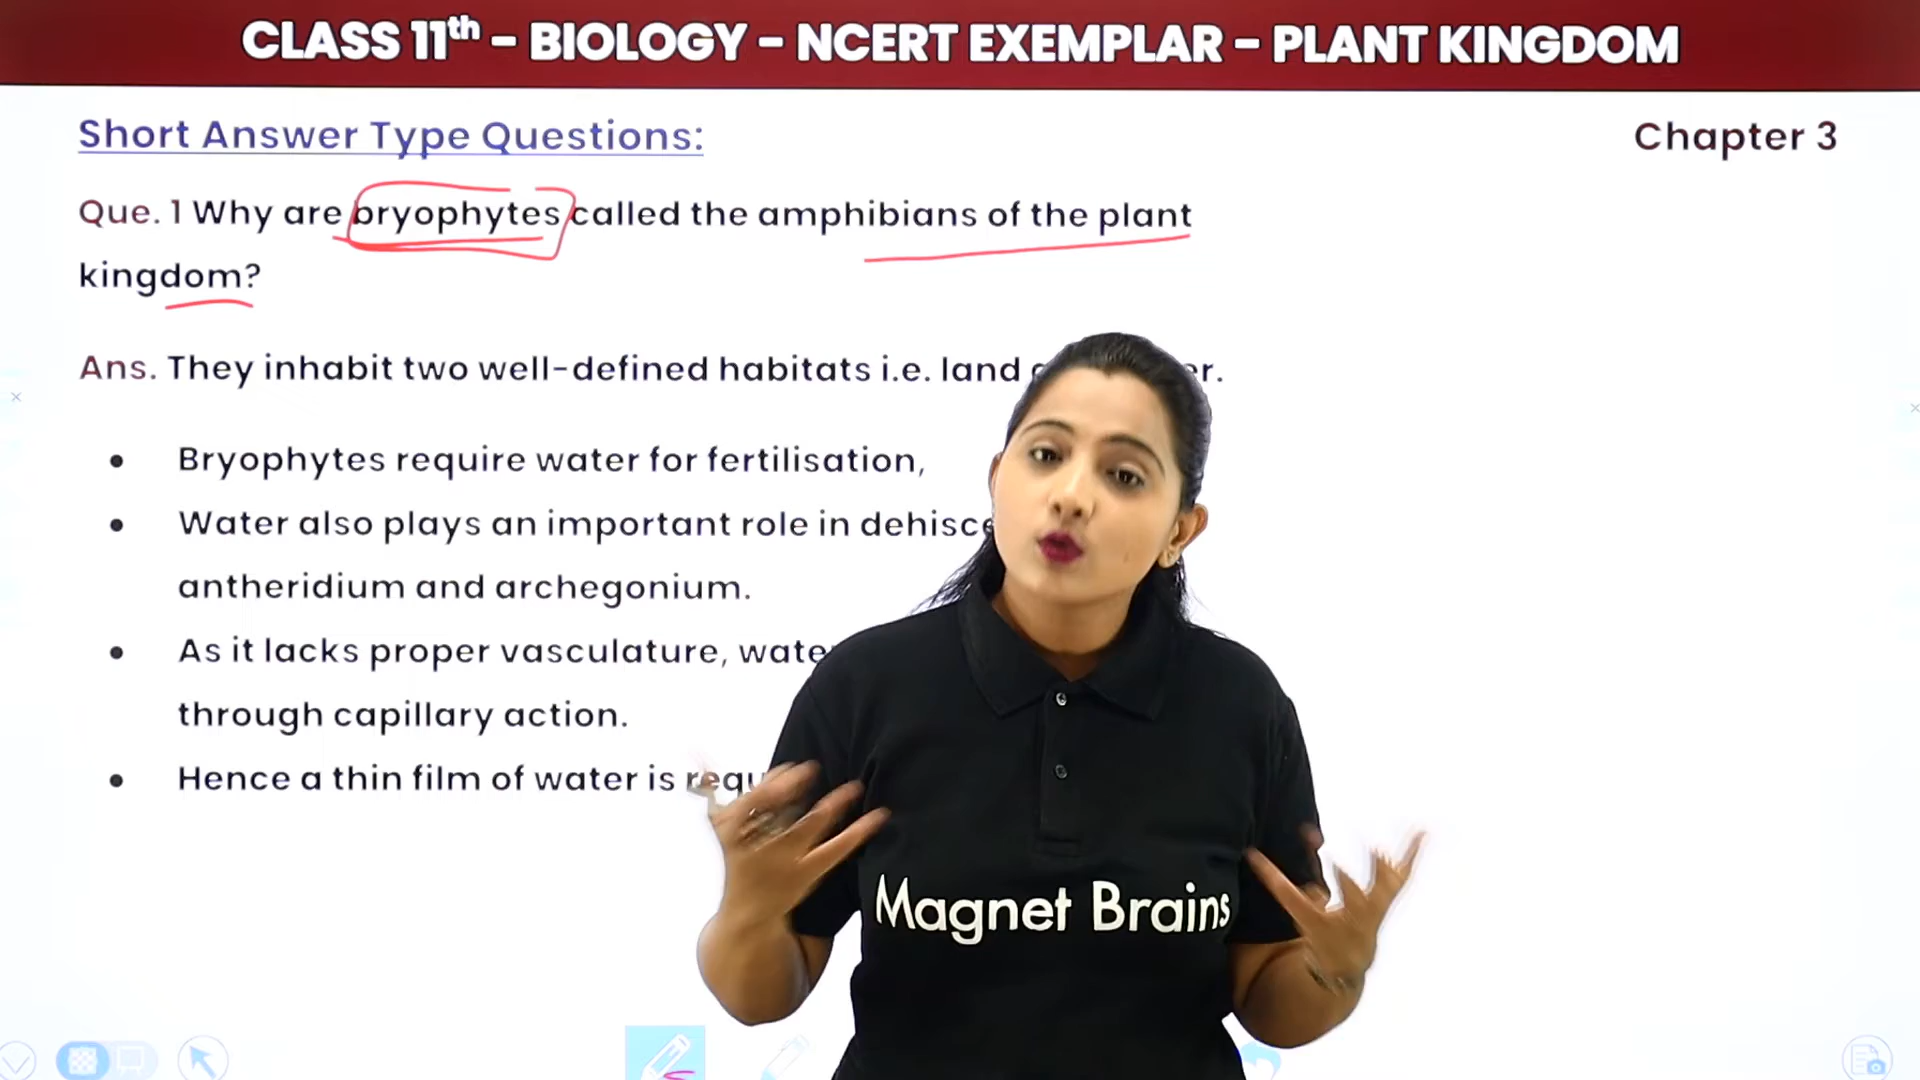 CLASS 11th - BIOLOGY - NCERT EXEMPLAR - PLANT KINGDOM
Short Answer Type Questions:
Chapter 3
Que. 1 Why are bryophytes called the amphibians of the plant
kingdom?
Ans. They inhabit two well-defined habitats i.e. land
• Bryophytes require water for fertilisation,
• Water also plays an important role in
antheridium and archegonium.
• As it lacks proper vasculature,
through capillary action.
• Hence a thin film of water is
Magnet Brains